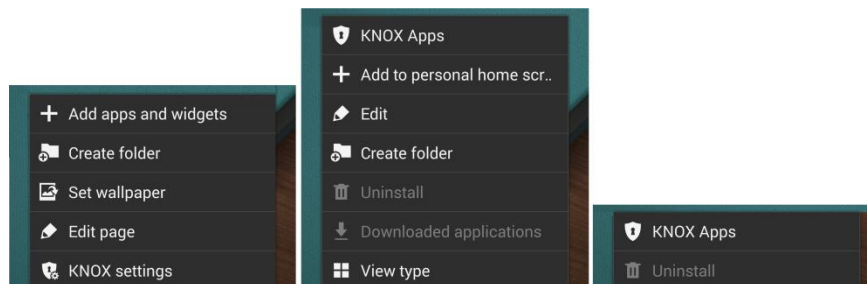 Add apps and widgets
Create folder
Set wallpaper
Edit page
KNOX settings
KNOX Apps
Add to personal home scr..
Edit
Create folder
Uninstall
Downloaded applications
View type
KNOX Apps
Uninstall